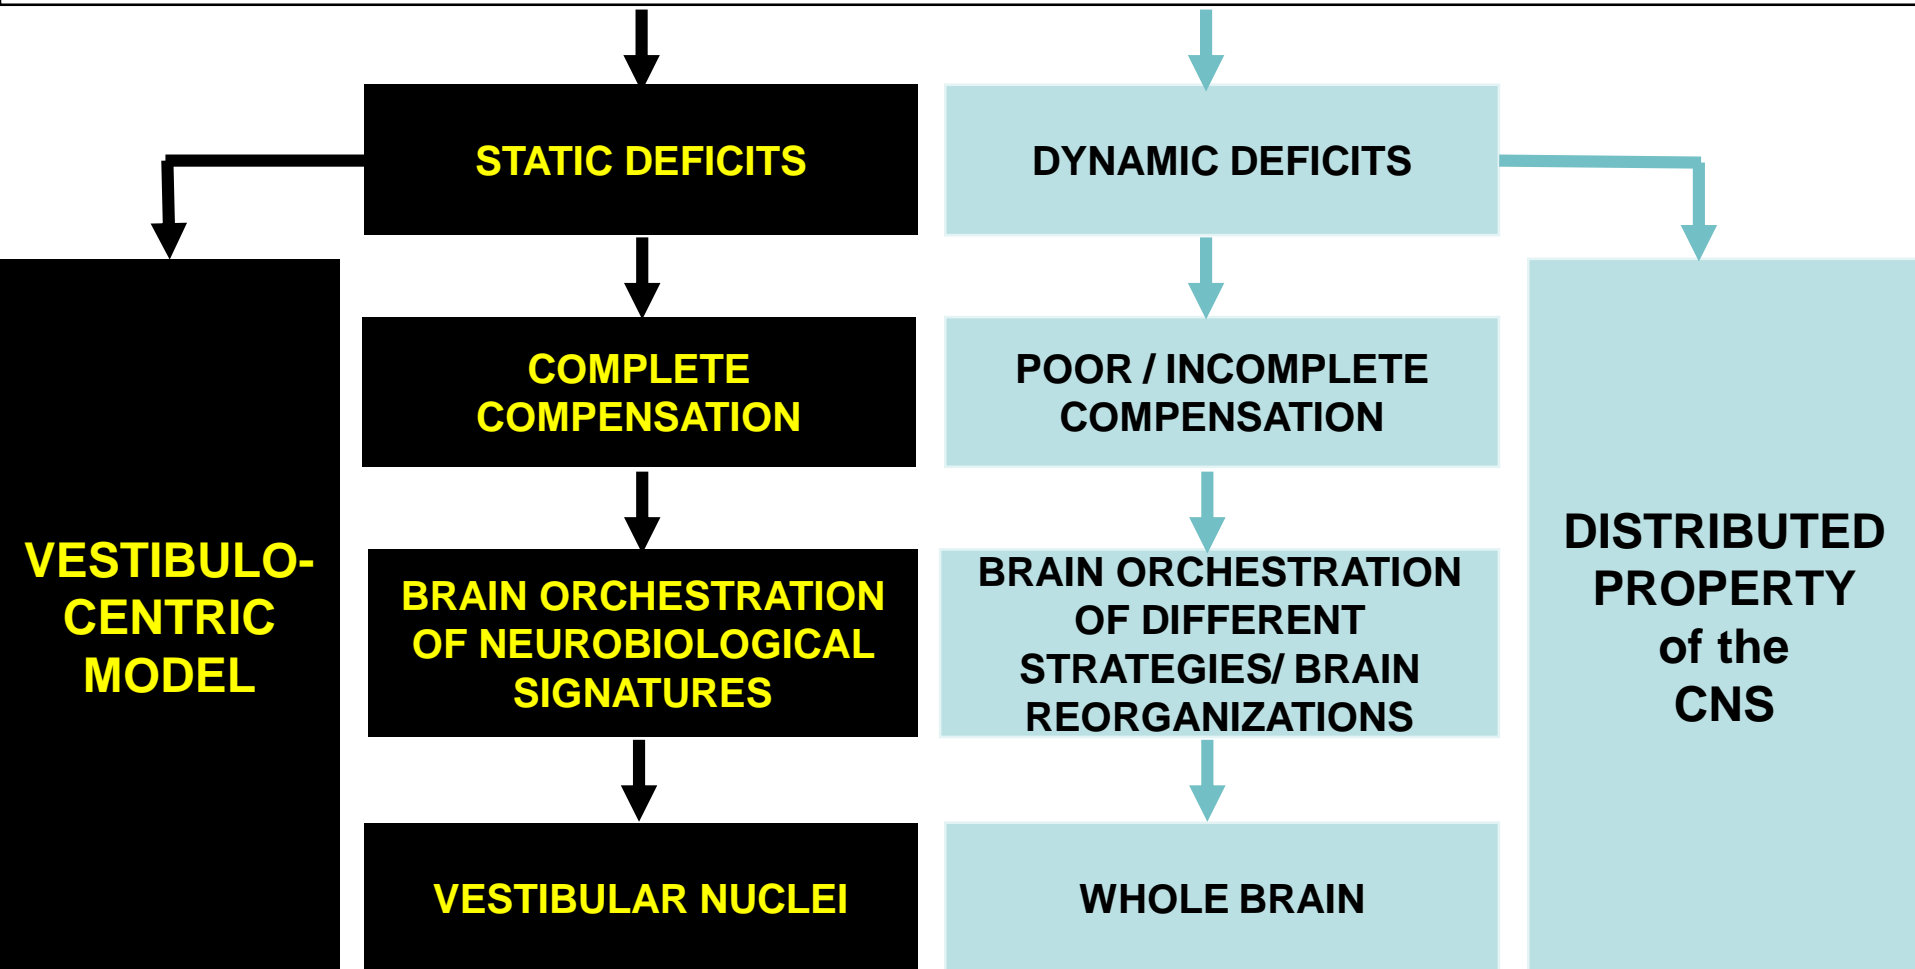 STATIC DEFICITS
DYNAMIC DEFICITS
COMPLETE
COMPENSATION
POOR / INCOMPLETE
COMPENSATION
VESTIBULO-
CENTRIC
MODEL
BRAIN ORCHESTRATION
OF NEUROBIOLOGICAL
SIGNATURES
BRAIN ORCHESTRATION
OF DIFFERENT
STRATEGIES/ BRAIN
REORGANIZATIONS
DISTRIBUTED
PROPERTY
of the
CNS
VESTIBULAR NUCLEI
WHOLE BRAIN